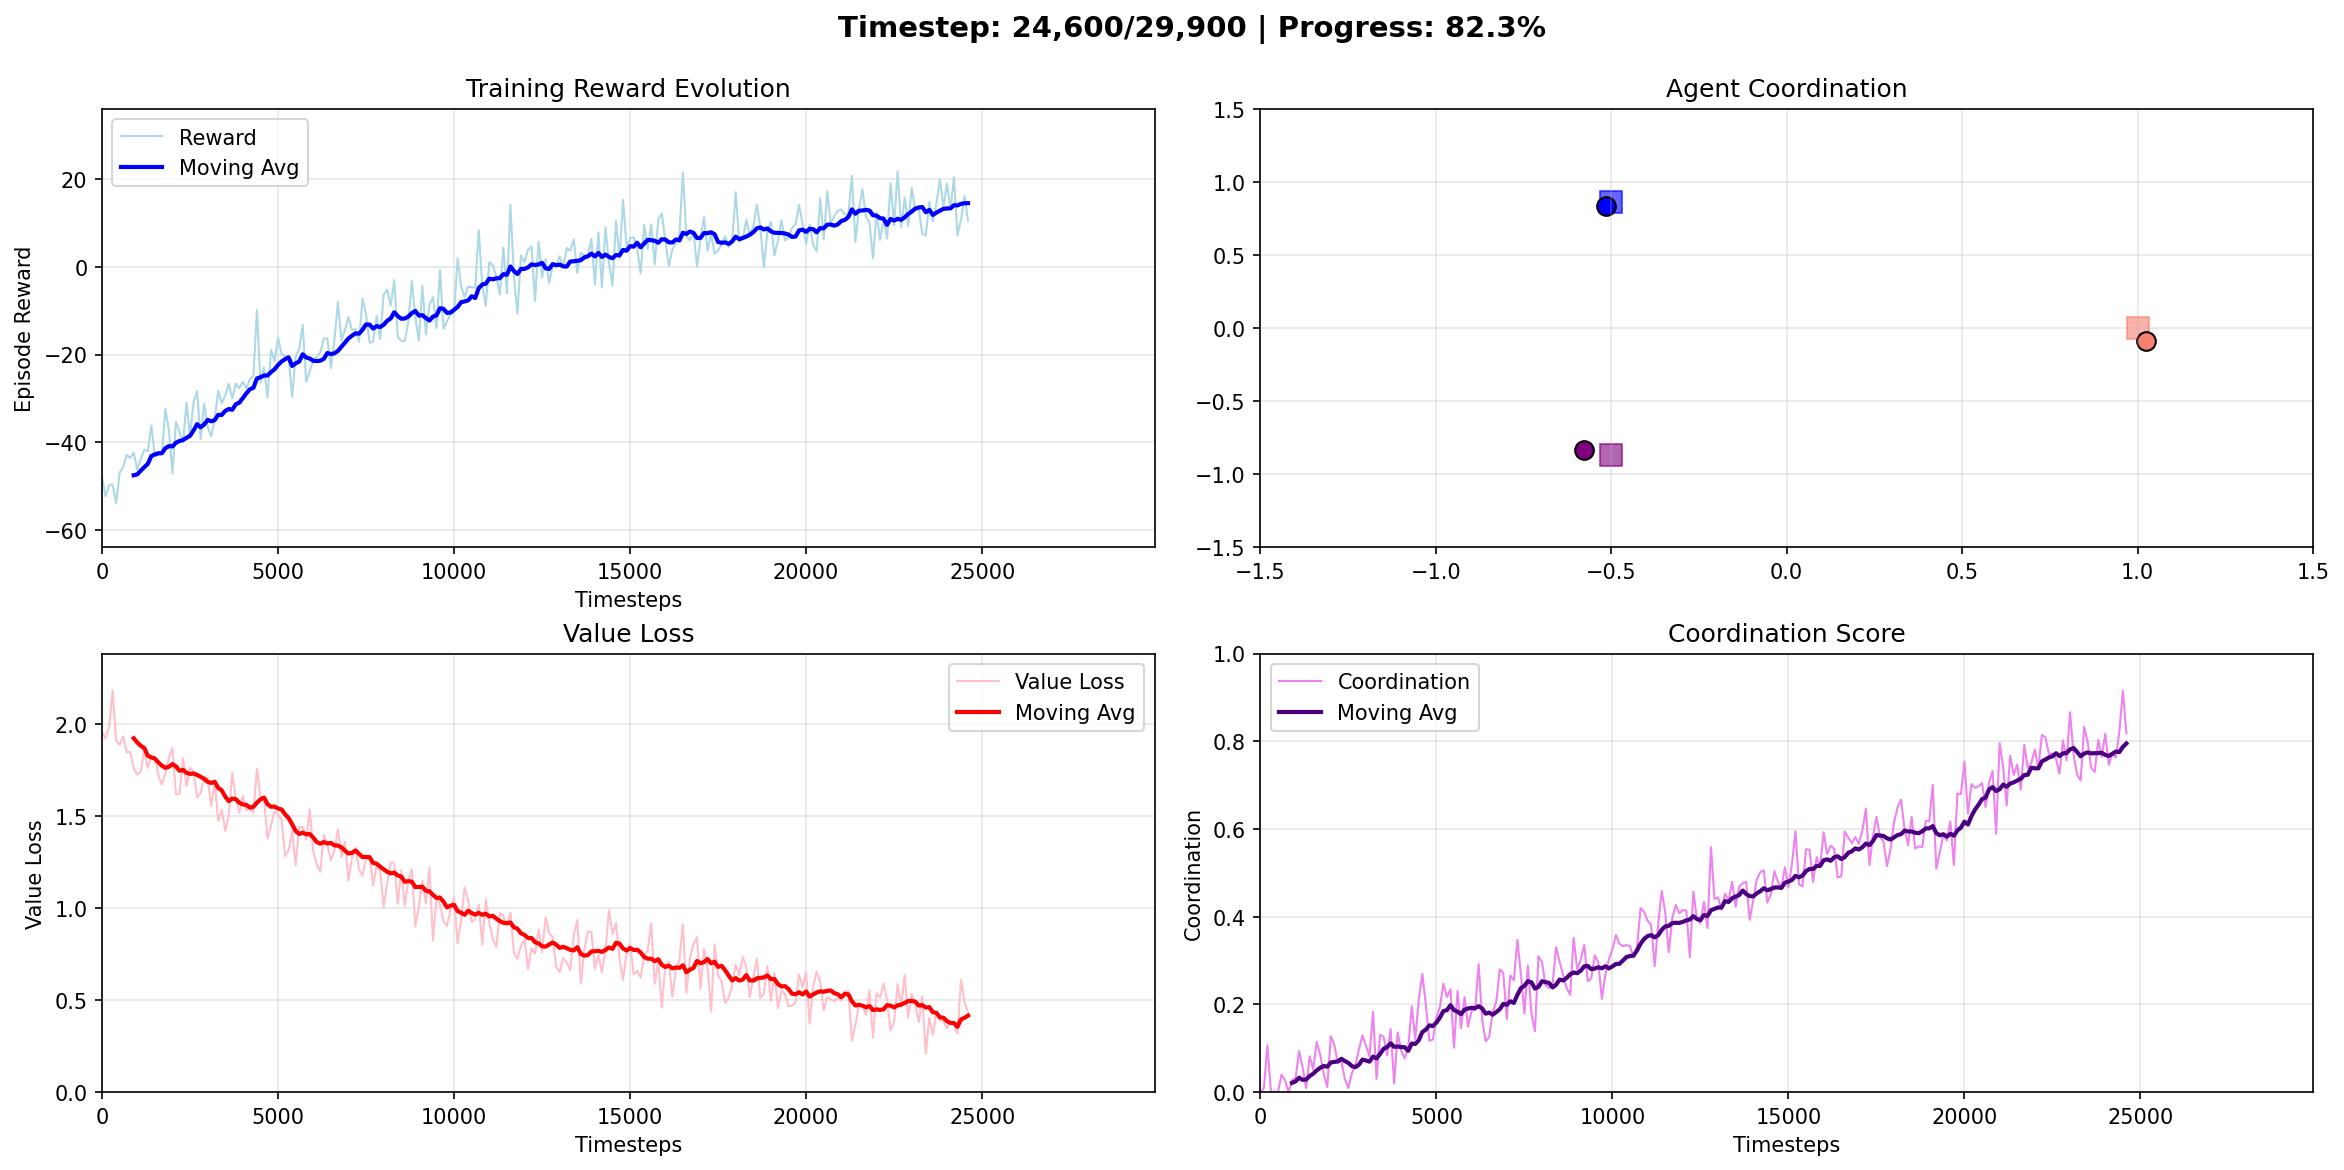 Timestep: 24,600/29,900 | Progress: 82.3%
Training Reward Evolution
Reward
Moving Avg
Episode Reward
20
0
−20
−40
−60
0 5000 10000 15000 20000 25000
Timesteps
Agent Coordination
1.5
1.0
0.5
0.0
−0.5
−1.0
−1.5
−1.5 −1.0 −0.5 0.0 0.5 1.0 1.5
Value Loss
Value Loss
Moving Avg
Value Loss
2.0
1.5
1.0
0.5
0.0
0 5000 10000 15000 20000 25000
Timesteps
Coordination Score
Coordination
Moving Avg
Coordination
1.0
0.8
0.6
0.4
0.2
0.0
0 5000 10000 15000 20000 25000
Timesteps